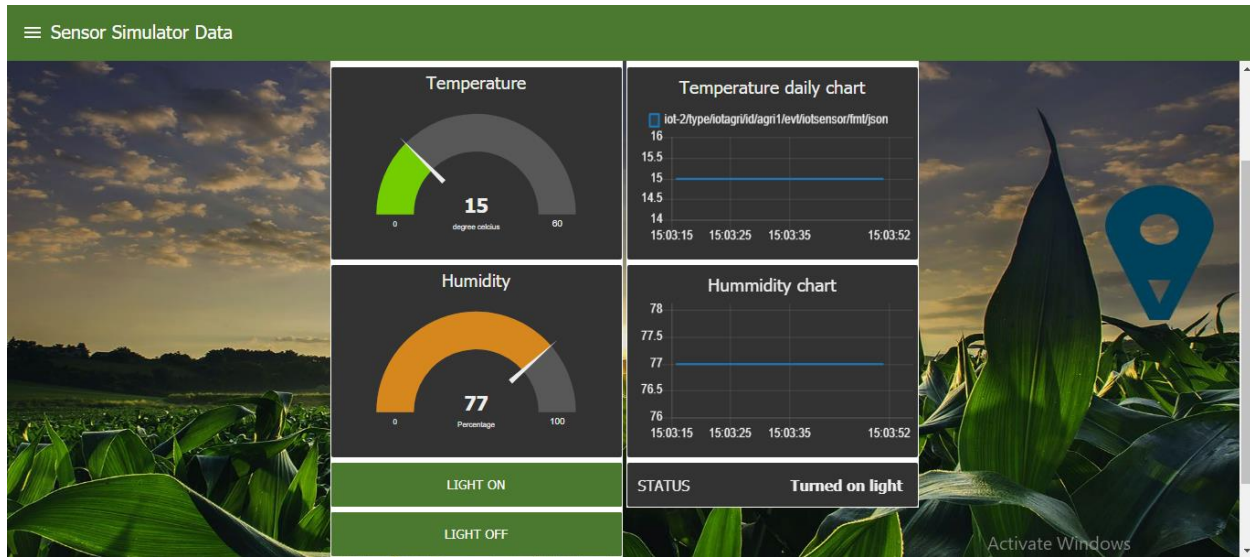 Sensor Simulator Data
Temperature
15
degree celcius
0
60
Temperature daily chart
iot-2/type/iotagri/id/agri1/evt/iotsensor/fmt/json
16
15.5
15
14.5
14
15:03:15 15:03:25 15:03:35 15:03:52
Humidity
77
Percentage
0
100
Hummidity chart
78
77.5
77
76.5
76
15:03:15 15:03:25 15:03:35 15:03:52
LIGHT ON
STATUS Turned on light
LIGHT OFF
Activate Windows